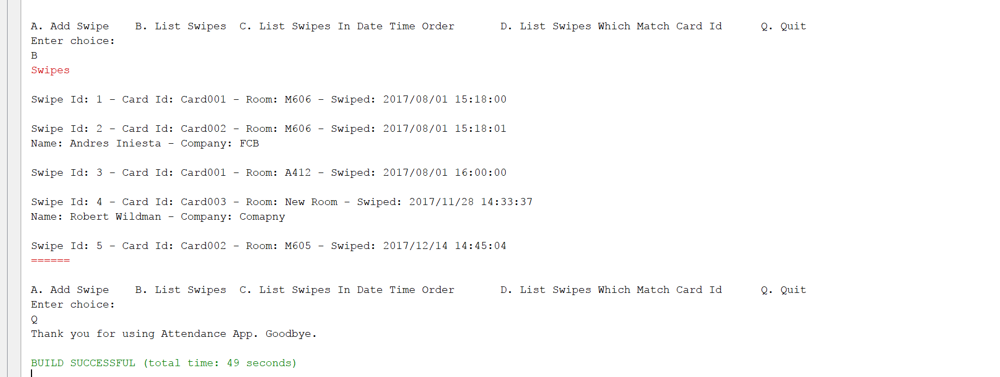 A. Add Swipe    B. List Swipes  C. List Swipes In Date Time Order       D. List Swipes Which Match Card Id      Q. Quit
Enter choice:
B
Swipes
Swipe Id: 1 - Card Id: Card001 - Room: M606 - Swiped: 2017/08/01 15:18:00
Swipe Id: 2 - Card Id: Card002 - Room: M606 - Swiped: 2017/08/01 15:18:01
Name: Andres Iniesta - Company: FCB
Swipe Id: 3 - Card Id: Card001 - Room: A412 - Swiped: 2017/08/01 16:00:00
Swipe Id: 4 - Card Id: Card003 - Room: New Room - Swiped: 2017/11/28 14:33:37
Name: Robert Wildman - Company: Comapny
Swipe Id: 5 - Card Id: Card002 - Room: M605 - Swiped: 2017/12/14 14:45:04
======
A. Add Swipe    B. List Swipes  C. List Swipes In Date Time Order       D. List Swipes Which Match Card Id      Q. Quit
Enter choice:
Q
Thank you for using Attendance App. Goodbye.
BUILD SUCCESSFUL (total time: 49 seconds)